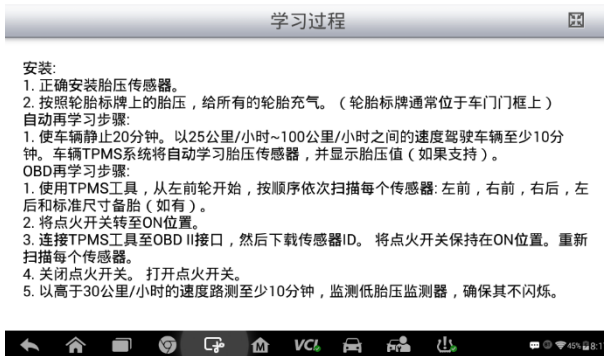 学习过程
安装:
1. 正确安装胎压传感器。
2. 按照轮胎标牌上的胎压，给所有的轮胎充气。（轮胎标牌通常位于车门门框上）
自动再学习步骤:
1. 使车辆静止20分钟。以25公里/小时~100公里/小时之间的速度驾驶车辆至少10分
钟。车辆TPMS系统将自动学习胎压传感器，并显示胎压值（如果支持）。
OBD再学习步骤:
1. 使用TPMS工具，从左前轮开始，按顺序依次扫描每个传感器: 左前，右前，右后，左
后和标准尺寸备胎（如有）。
2. 将点火开关转至ON位置。
3. 连接TPMS工具至OBD II接口，然后下载传感器ID。 将点火开关保持在ON位置。重新
扫描每个传感器。
4. 关闭点火开关。 打开点火开关。
5. 以高于30公里/小时的速度路测至少10分钟，监测低胎压监测器，确保其不闪烁。
M VCI 45% 8:1